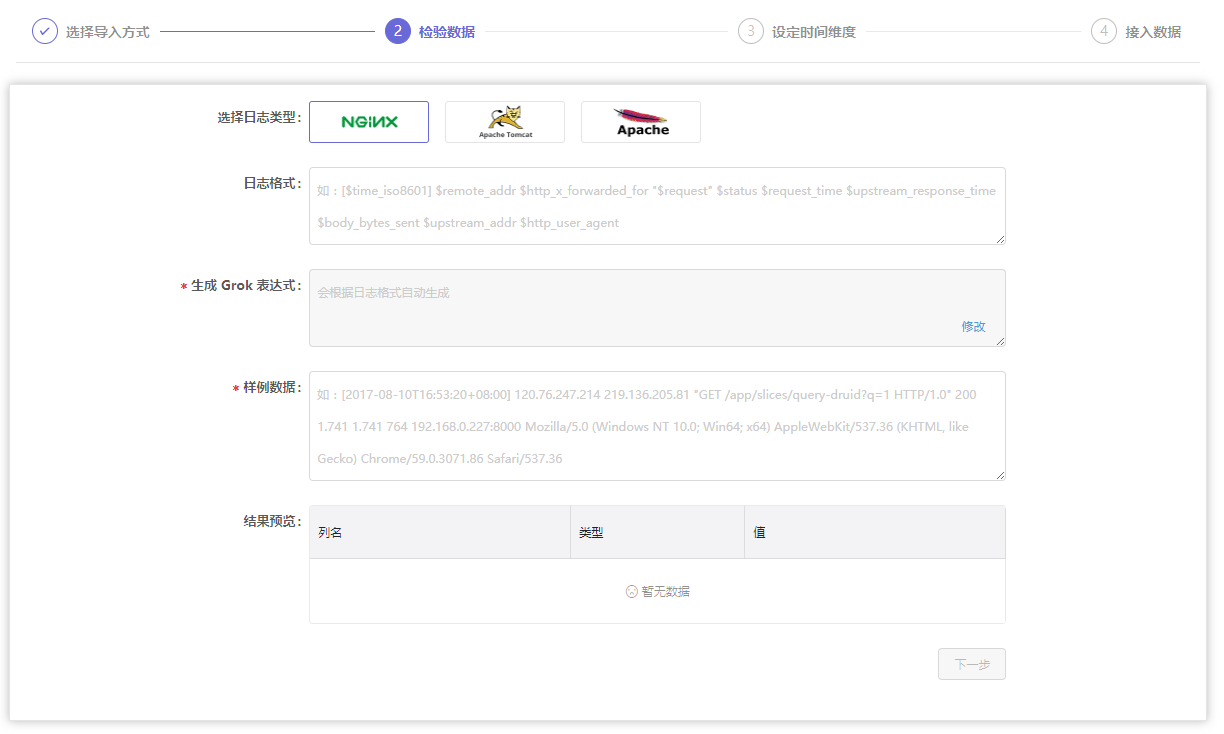 选择导入方式
2 检验数据
3 设定时间维度
4 接入数据
选择日志类型:
NGiNX
Apache Tomcat
Apache
日志格式:
如:[$time_iso8601] $remote_addr $http_x_forwarded_for "$request" $status $request_time $upstream_response_time
$body_bytes_sent $upstream_addr $http_user_agent
* 生成 Grok 表达式:
会根据日志格式自动生成
修改
* 样例数据:
如:[2017-08-10T16:53:20+08:00] 120.76.247.214 219.136.205.81 "GET /app/slices/query-druid?q=1 HTTP/1.0" 200
1.741 1.741 764 192.168.0.227:8000 Mozilla/5.0 (Windows NT 10.0; Win64; x64) AppleWebKit/537.36 (KHTML, like
Gecko) Chrome/59.0.3071.86 Safari/537.36
结果预览:
列名 类型 值
暂无数据
下一步